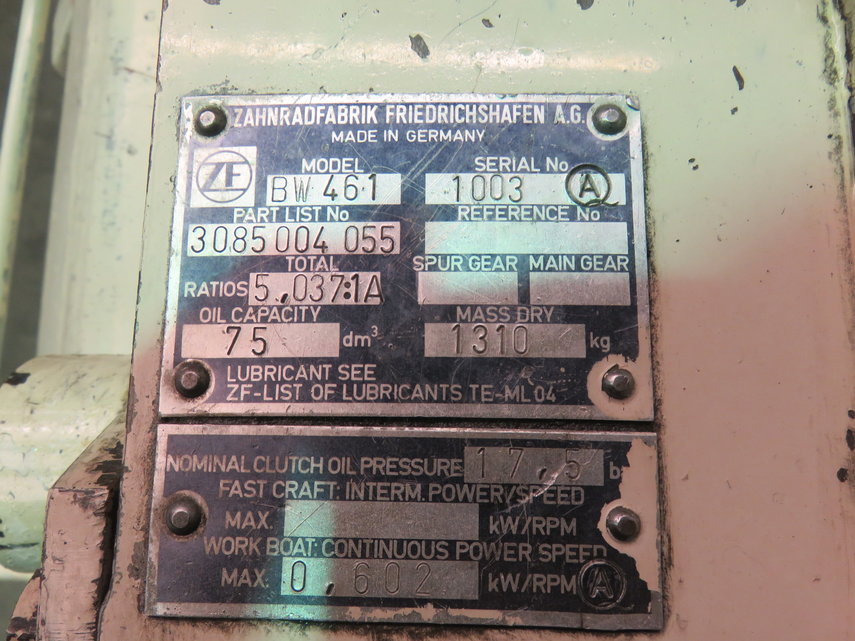 ZAHNRADFABRIK FRIEDRICHSHAFEN A.G.
MADE IN GERMANY
ZF
MODEL SERIAL No
BW 461 1003 A
PART LIST No REFERENCE No
3085 004 055
TOTAL SPUR GEAR MAIN GEAR
RATIOS 5,037:1A
OIL CAPACITY MASS DRY
75 dm³ 1310 kg
LUBRICANT SEE
ZF-LIST OF LUBRICANTS TE-ML 04
NOMINAL CLUTCH OIL PRESSURE 17,5 b
FAST CRAFT: INTERM. POWER/SPEED
MAX. kW/RPM
WORK BOAT: CONTINUOUS POWER SPEED
MAX. 0,602 kW/RPM A